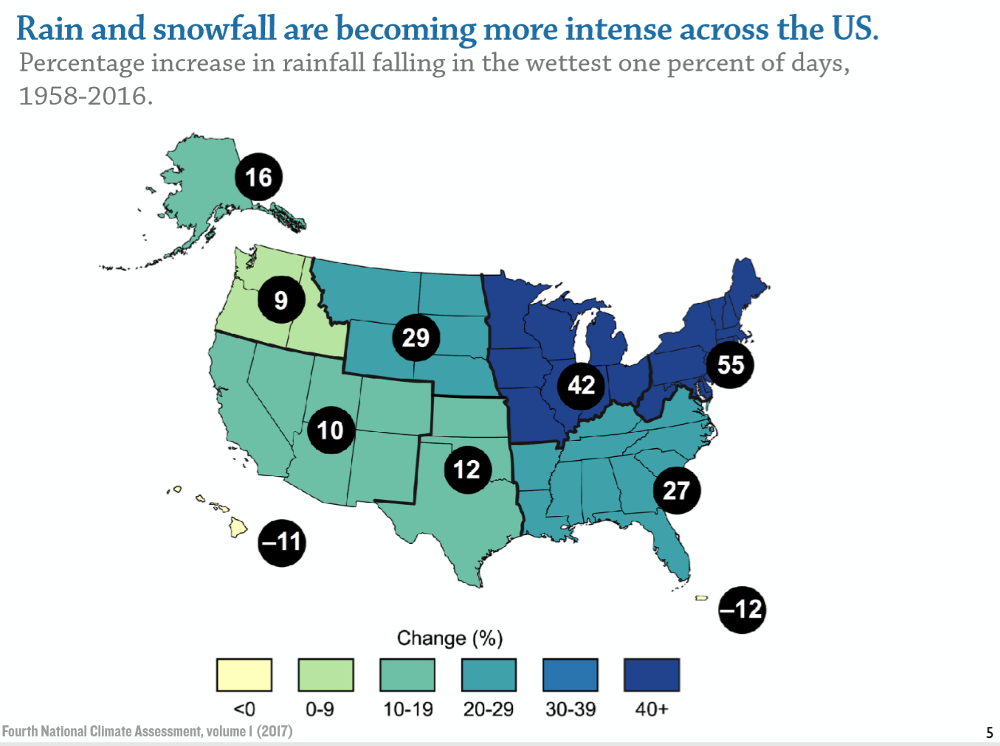 Rain and snowfall are becoming more intense across the US.
Percentage increase in rainfall falling in the wettest one percent of days,
1958-2016.
16
9
29
55
42
10
12
27
–11
–12
Change (%)
<0 0-9 10-19 20-29 30-39 40+
Fourth National Climate Assessment, volume 1 (2017)
5